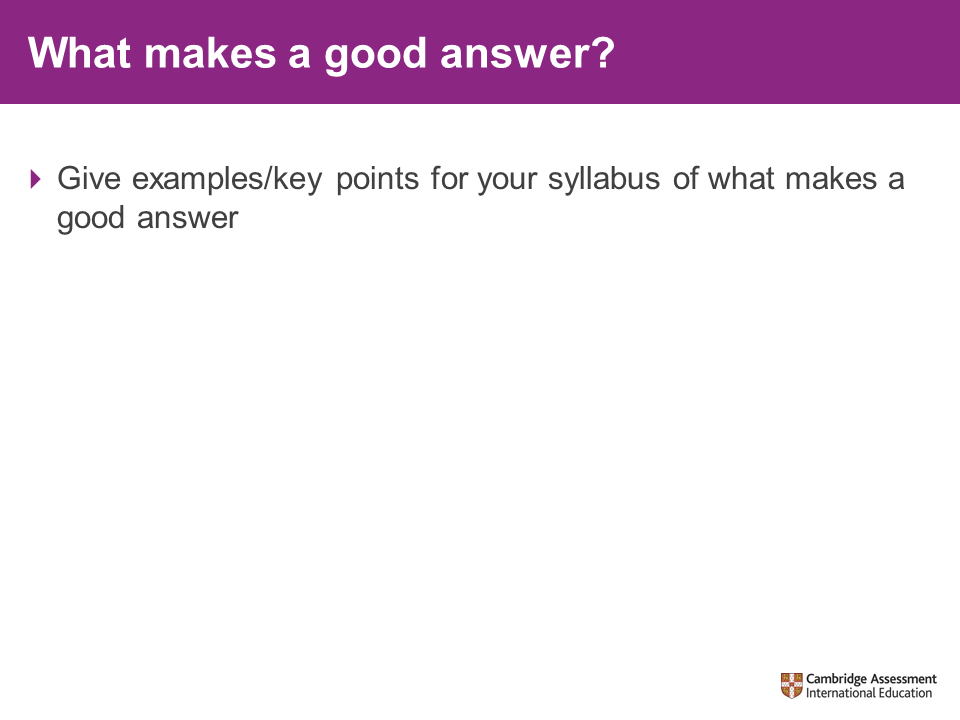 What makes a good answer?
Give examples/key points for your syllabus of what makes a
good answer
Cambridge Assessment
International Education